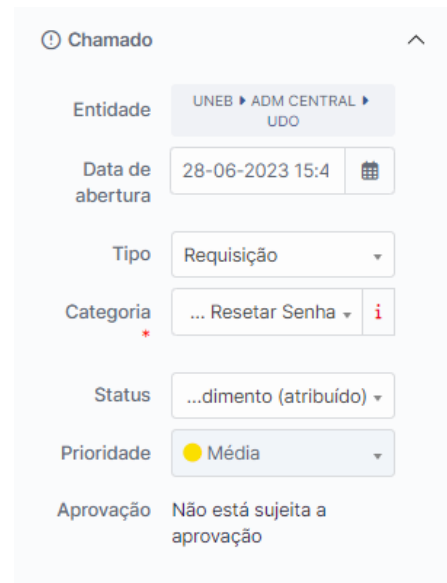 Chamado
Entidade
UNEB ▸ ADM CENTRAL ▸
UDO
Data de
abertura
28-06-2023 15:4
Tipo
Requisição
Categoria
*
... Resetar Senha
i
Status
...dimento (atribuído)
Prioridade
Média
Aprovação
Não está sujeita a
aprovação